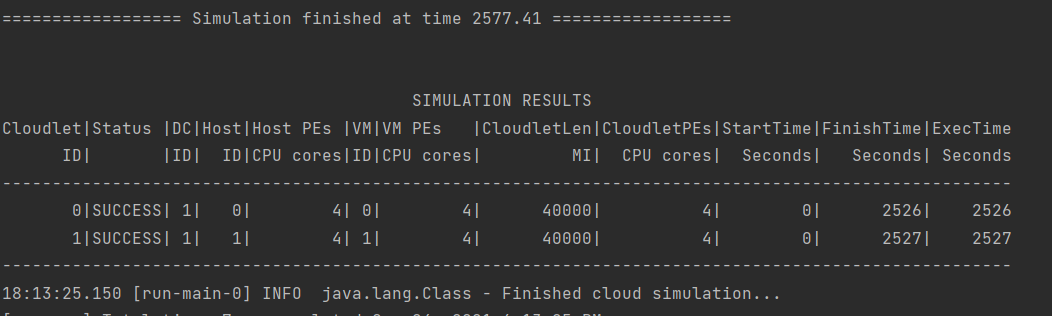 ================== Simulation finished at time 2577.41 ==================
SIMULATION RESULTS
Cloudlet|Status |DC|Host|Host PEs |VM|VM PEs   |CloudletLen|CloudletPEs|StartTime|FinishTime|ExecTime
      ID|       |ID|  ID|CPU cores|ID|CPU cores|         MI|  CPU cores|  Seconds|   Seconds| Seconds
-----------------------------------------------------------------------------------------------------
       0|SUCCESS| 1|   0|        4| 0|        4|      40000|          4|        0|      2526|    2526
       1|SUCCESS| 1|   1|        4| 1|        4|      40000|          4|        0|      2527|    2527
-----------------------------------------------------------------------------------------------------
18:13:25.150 [run-main-0] INFO  java.lang.Class - Finished cloud simulation...